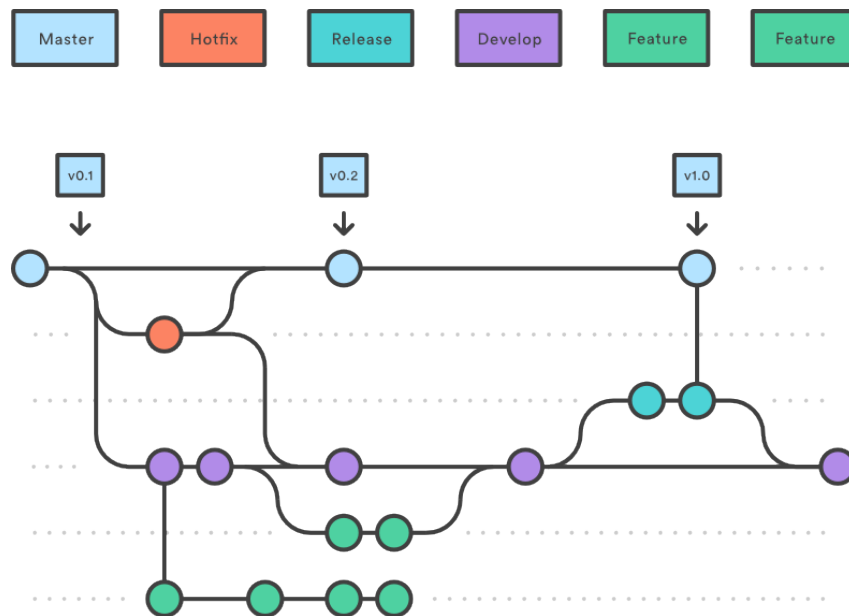 Master
Hotfix
Release
Develop
Feature
Feature
v0.1
v0.2
v1.0